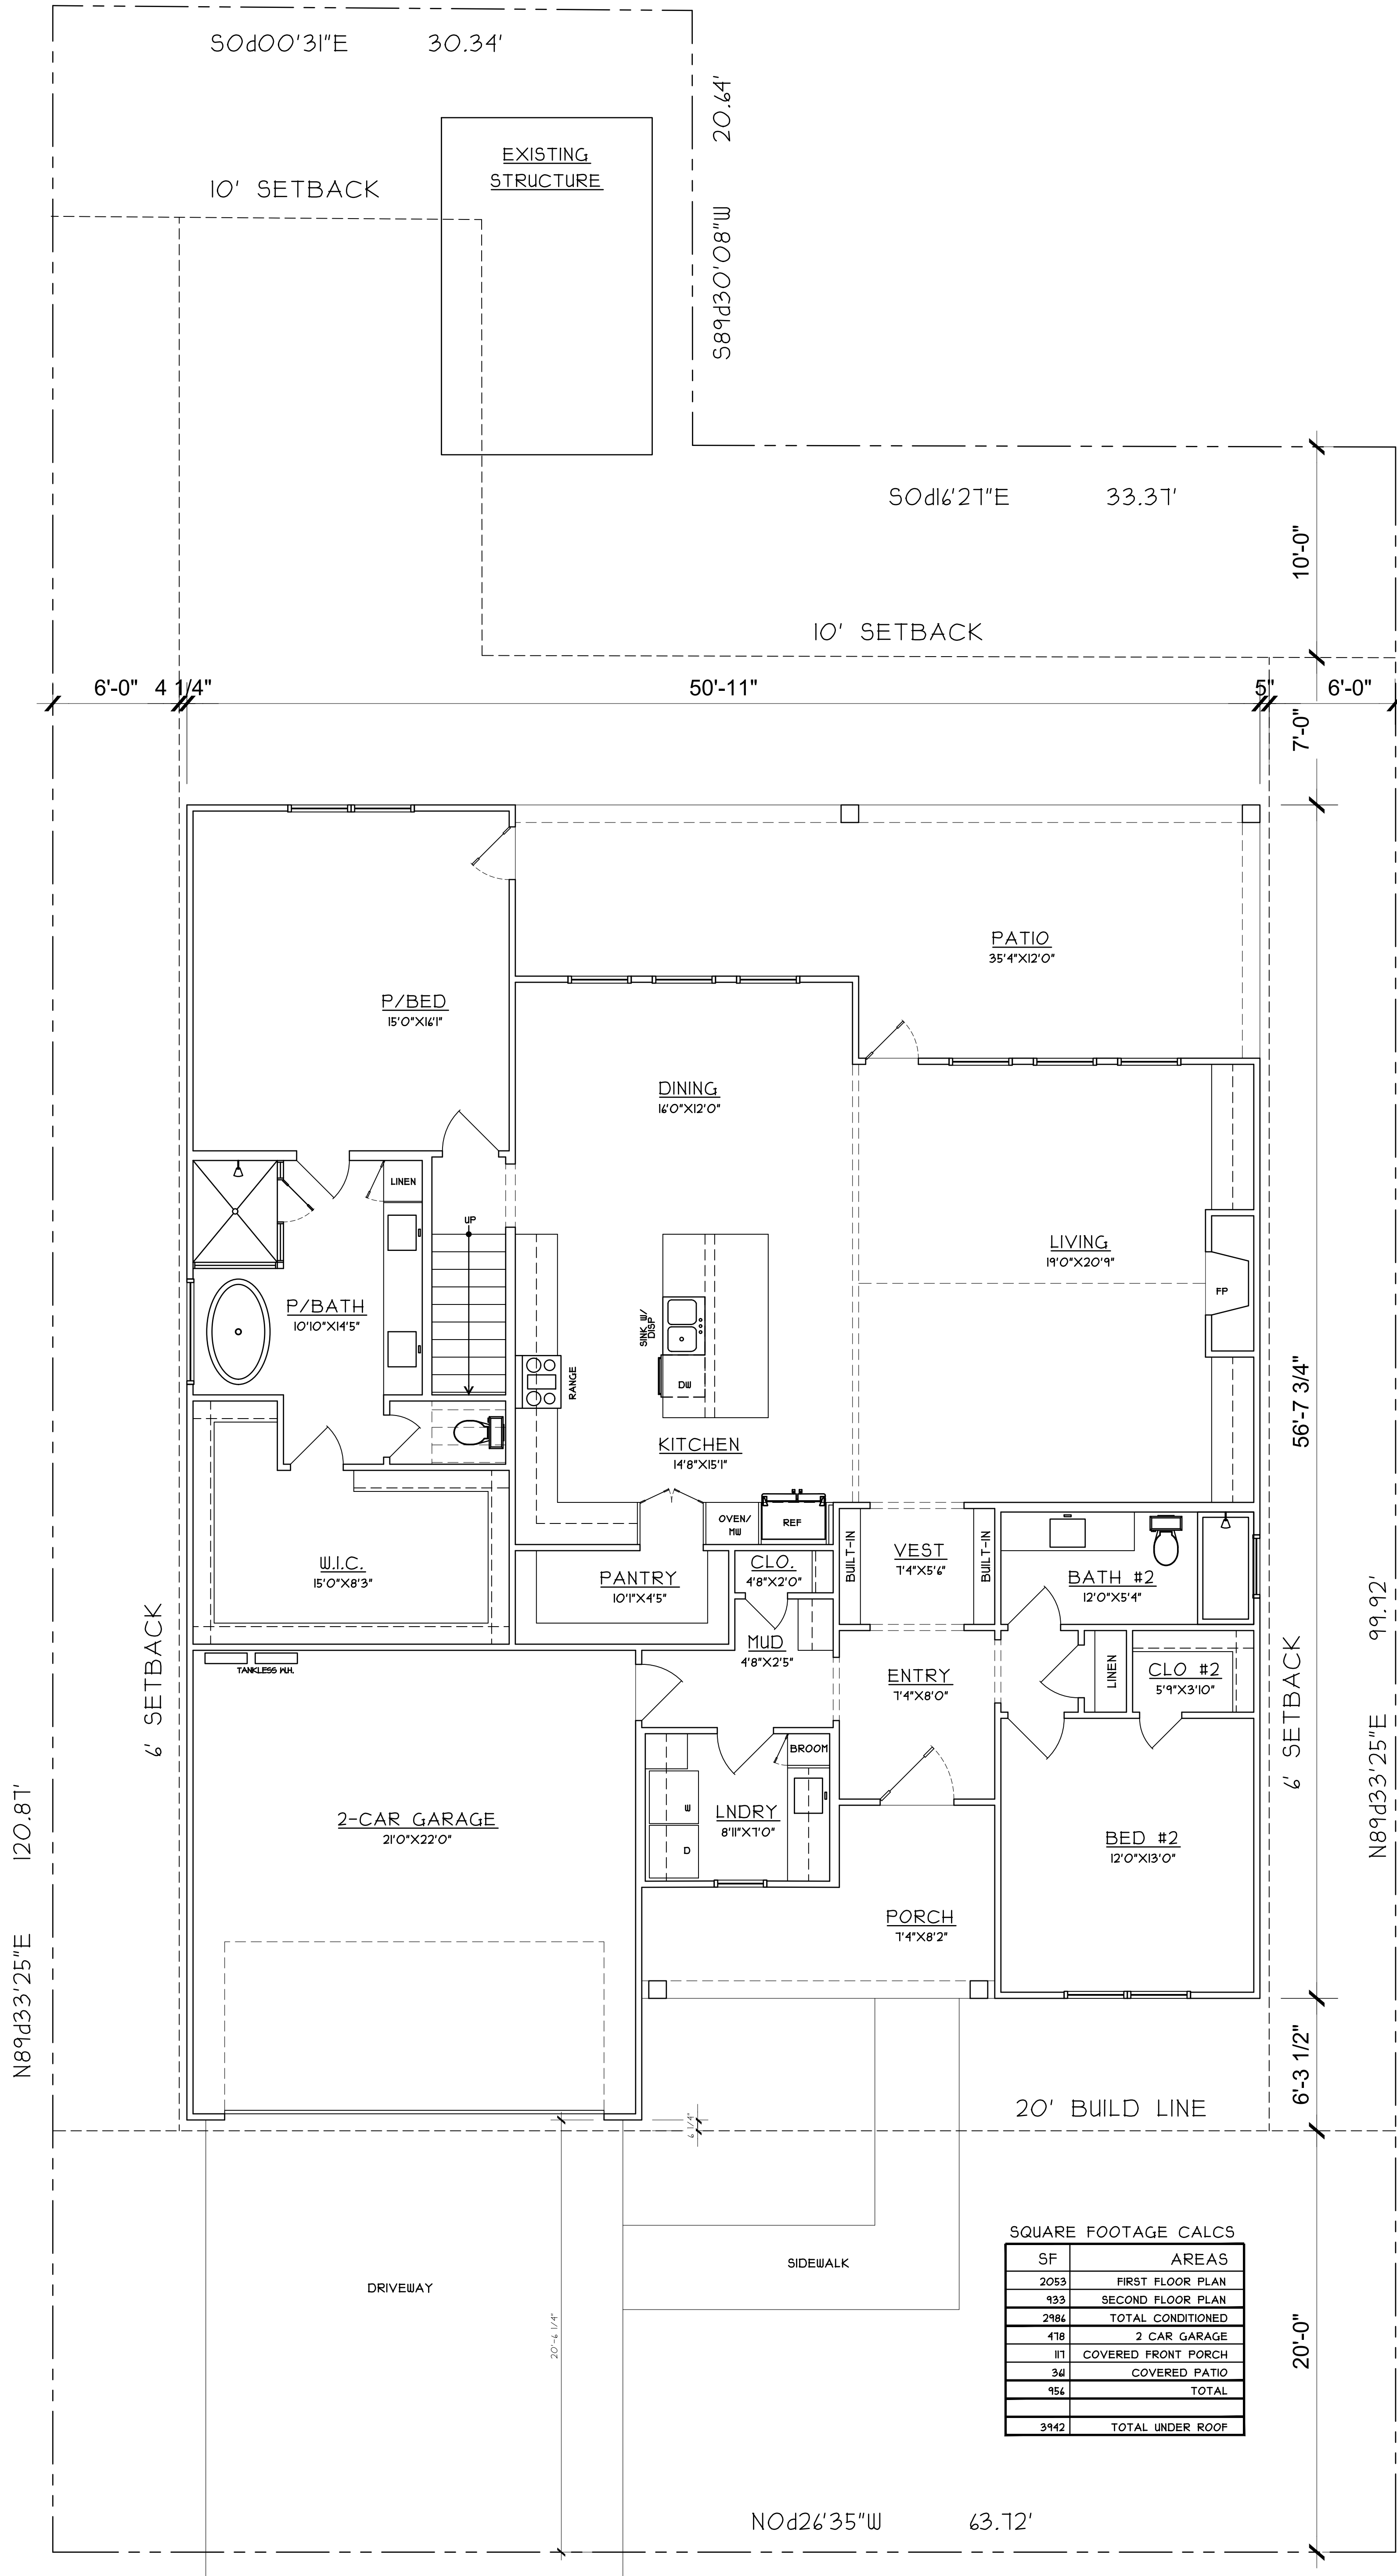 S0d00'31"E 30.34'
S89d30'08"W 20.64'
EXISTING
STRUCTURE
10' SETBACK
S0d16'27"E 33.37'
10'-0"
10' SETBACK
6'-0" 4 1/4" 50'-11" 5" 6'-0"
7'-0"
PATIO
35'4"X12'0"
P/BED
15'0"X16'1"
DINING
16'0"X12'0"
LINEN
UP
LIVING
19'0"X20'9"
FP
P/BATH
10'10"X14'5"
SINK W/
DISP
DW
RANGE
56'-7 3/4"
KITCHEN
14'8"X15'1"
OVEN/
MW
REF
BUILT-IN
VEST
7'4"X5'6"
BUILT-IN
W.I.C.
15'0"X8'3"
PANTRY
10'1"X4'5"
CLO.
4'8"X2'0"
BATH #2
12'0"X5'4"
6' SETBACK
TANKLESS W.H.
MUD
4'8"X2'5"
ENTRY
7'4"X8'0"
LINEN
CLO #2
5'9"X3'10"
6' SETBACK
N89d33'25"E 99.92'
BROOM
N89d33'25"E 120.87'
2-CAR GARAGE
21'0"X22'0"
W
D
LNDRY
8'11"X7'0"
BED #2
12'0"X13'0"
PORCH
7'4"X8'2"
6'-3 1/2"
20' BUILD LINE
6 1/4"
SIDEWALK
DRIVEWAY
20'-6 1/4"
20'-0"
SQUARE FOOTAGE CALCS
SF AREAS
2053 FIRST FLOOR PLAN
933 SECOND FLOOR PLAN
2986 TOTAL CONDITIONED
478 2 CAR GARAGE
117 COVERED FRONT PORCH
361 COVERED PATIO
956 TOTAL
3942 TOTAL UNDER ROOF
N0d26'35"W 63.72'